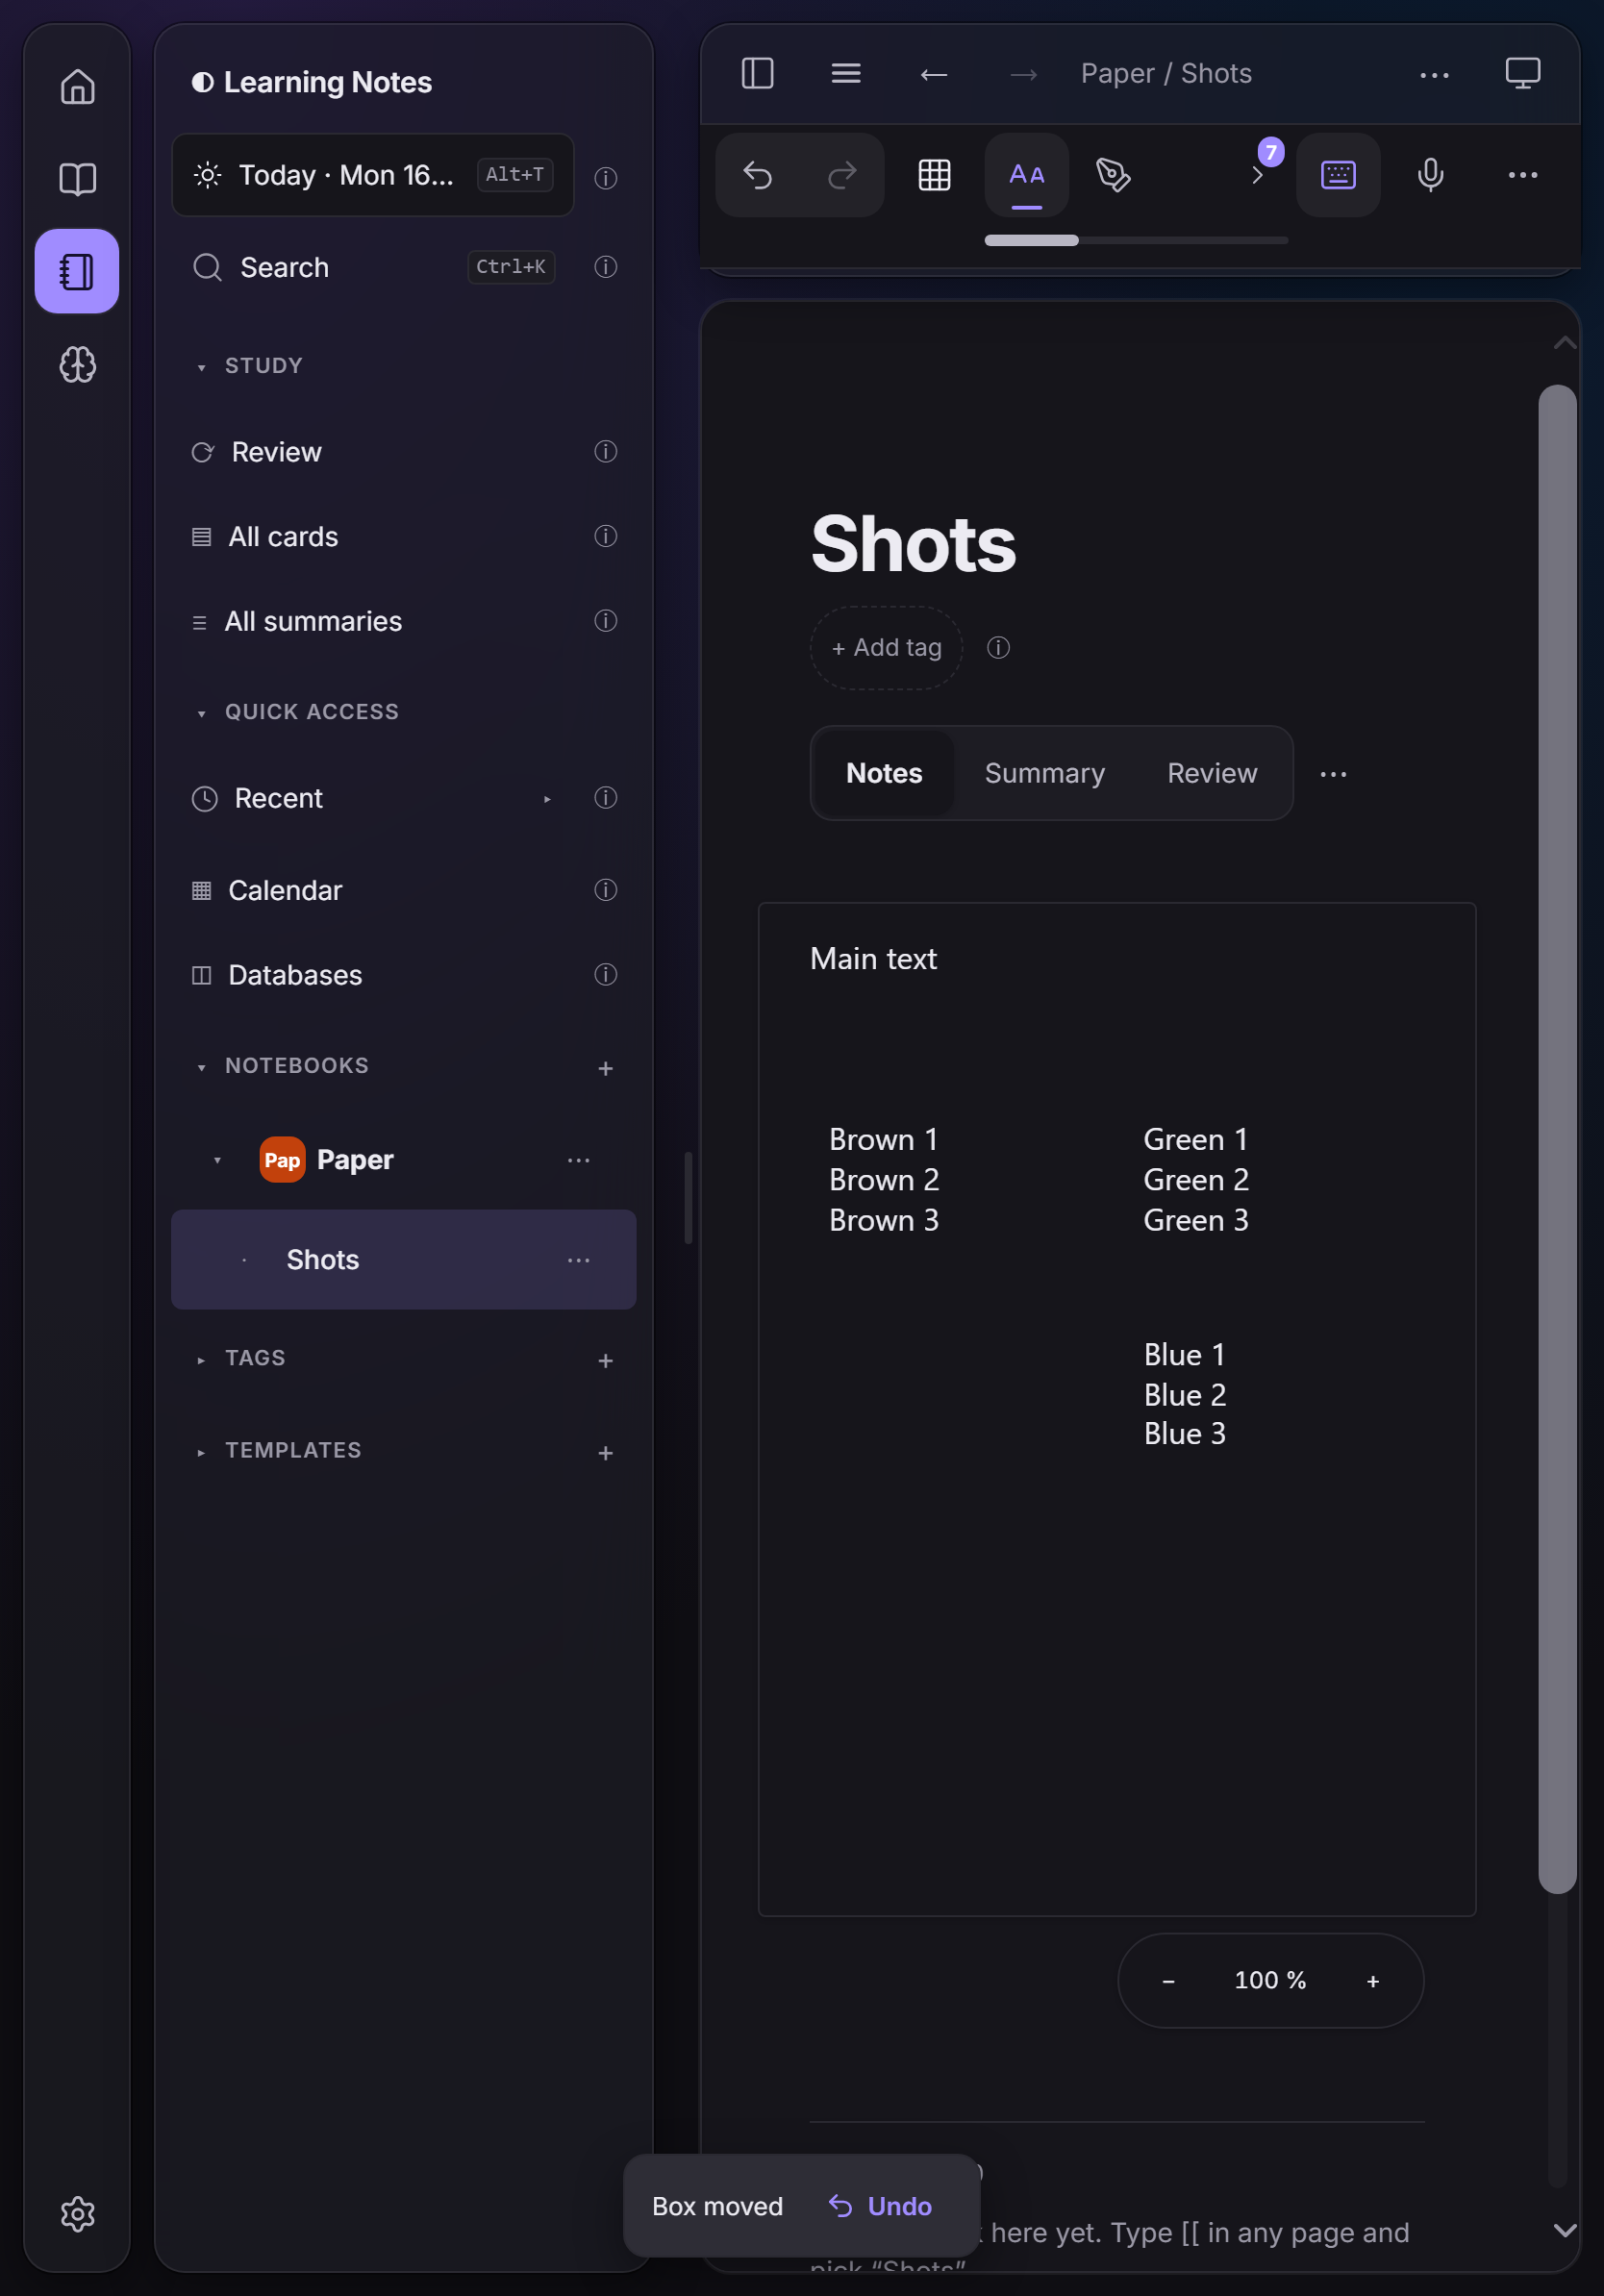 Learning Notes
Today · Mon 16... Alt+T
Search Ctrl+K
STUDY
Review
All cards
All summaries
QUICK ACCESS
Recent
Calendar
Databases
NOTEBOOKS +
Pap Paper ...
Shots ...
TAGS +
TEMPLATES +
Paper / Shots
AA
7
Shots
+ Add tag
Notes Summary Review ...
Main text
Brown 1
Brown 2
Brown 3
Green 1
Green 2
Green 3
Blue 1
Blue 2
Blue 3
− 100 % +
here yet. Type [[ in any page and
pick “Shots”
Box moved Undo